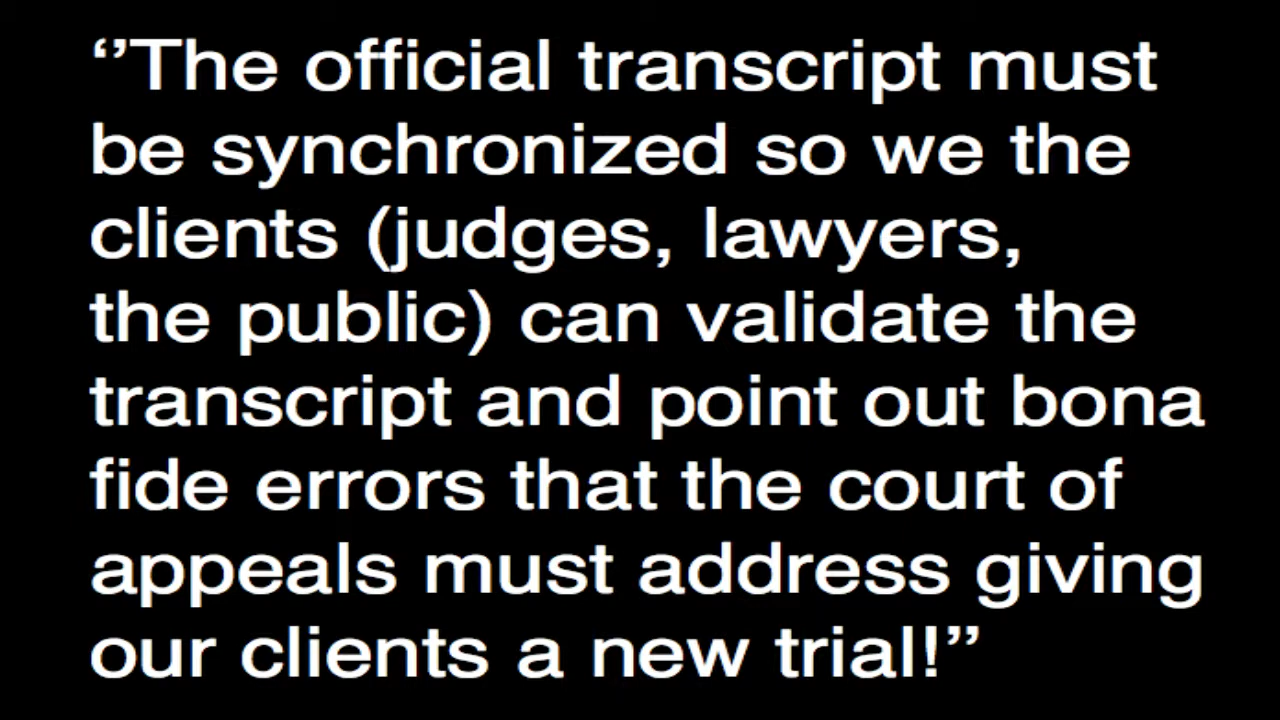 ‘’The official transcript must
be synchronized so we the
clients (judges, lawyers,
the public) can validate the
transcript and point out bona
fide errors that the court of
appeals must address giving
our clients a new trial!”